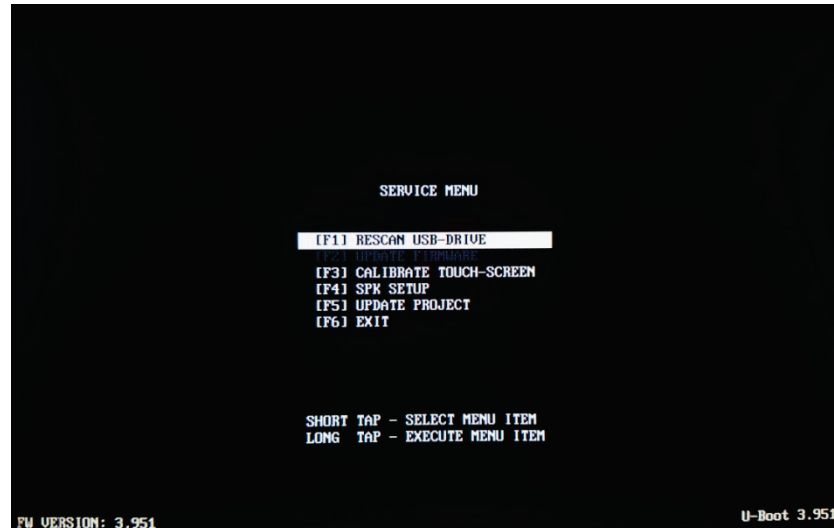 SERVICE MENU
[F1] RESCAN USB-DRIVE
[F2] UPDATE FIRMWARE
[F3] CALIBRATE TOUCH-SCREEN
[F4] SPK SETUP
[F5] UPDATE PROJECT
[F6] EXIT
SHORT TAP - SELECT MENU ITEM
LONG TAP - EXECUTE MENU ITEM
FW VERSION: 3.951
U-Boot 3.951